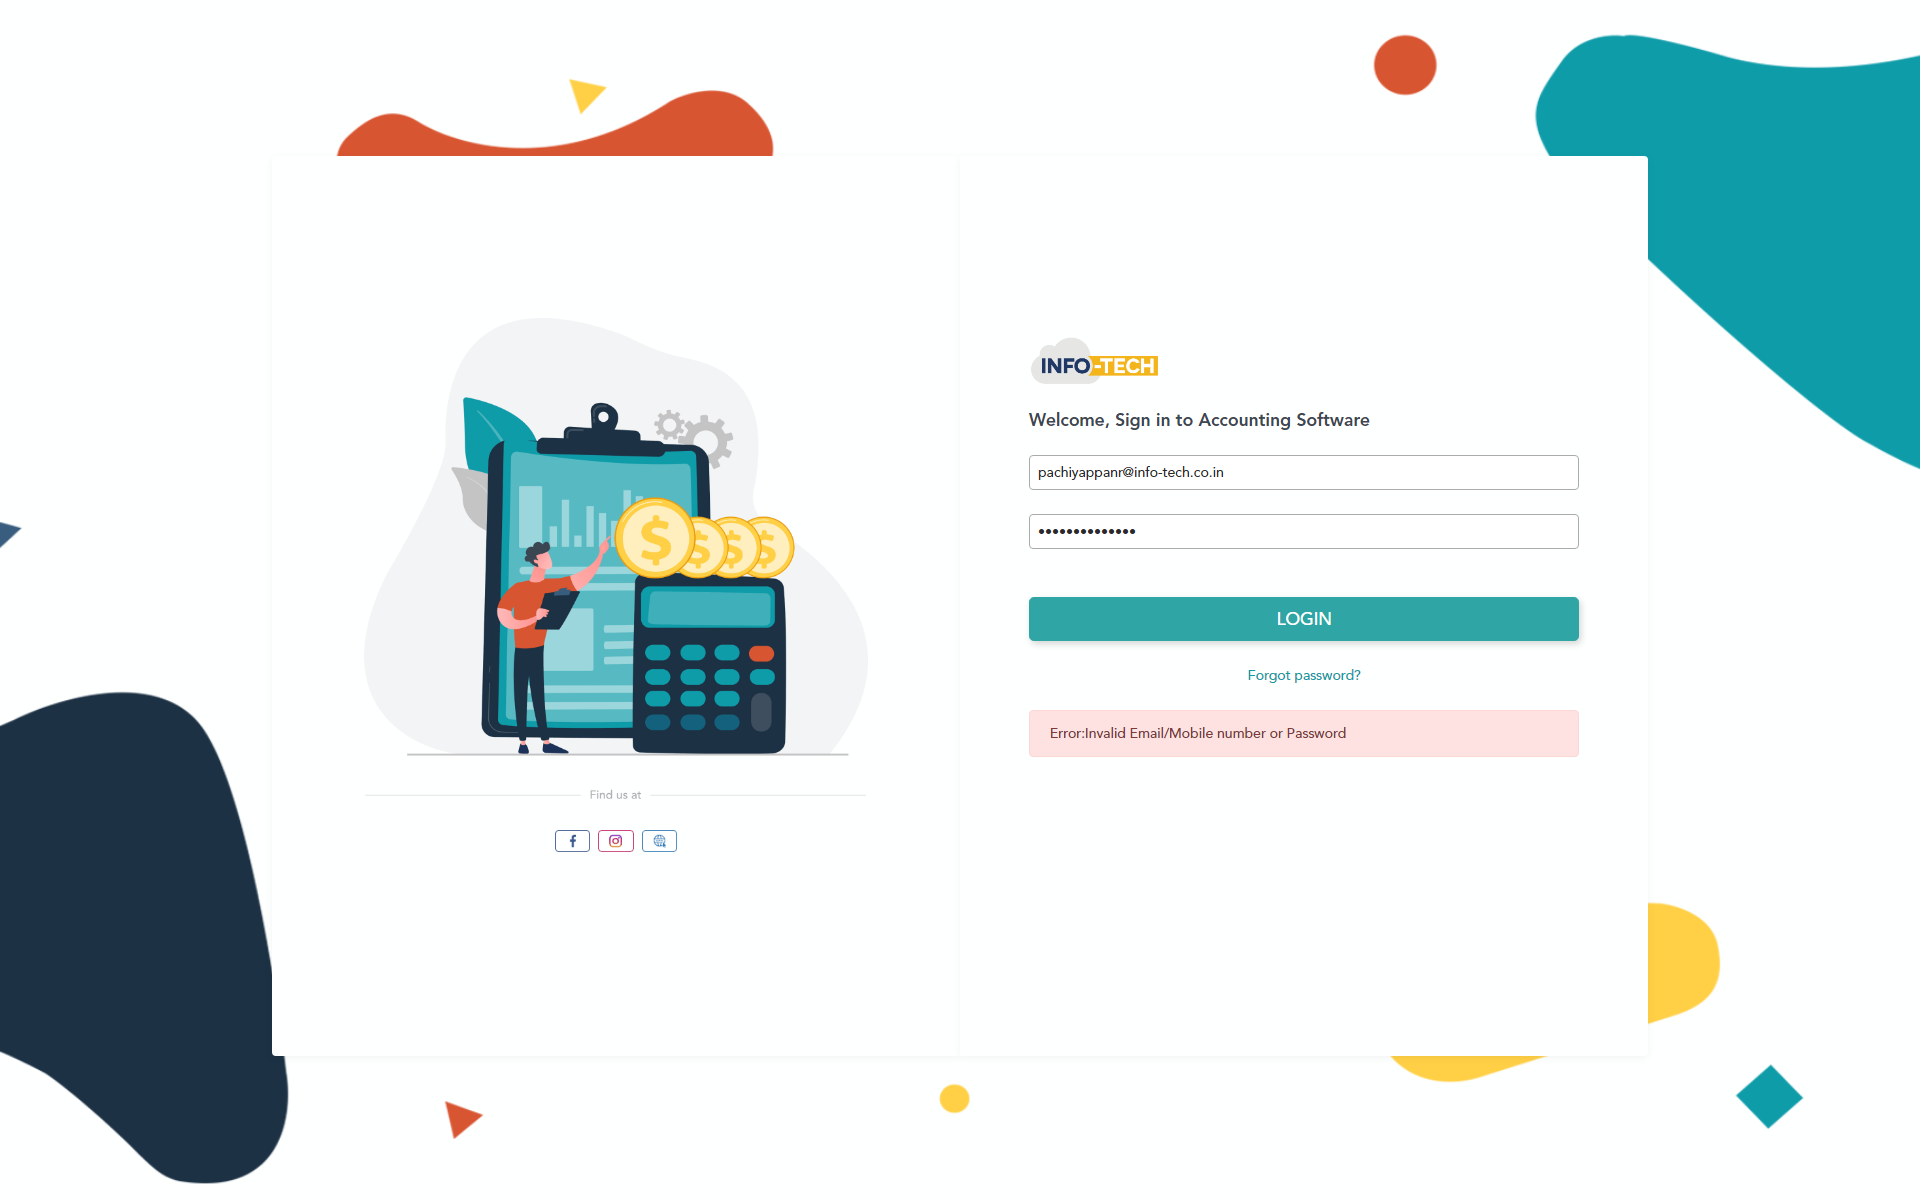 INFO-TECH
Welcome, Sign in to Accounting Software
pachiyappanr@info-tech.co.in
••••••••••••••
LOGIN
Forgot password?
Error:Invalid Email/Mobile number or Password
$ $ $ $
Find us at